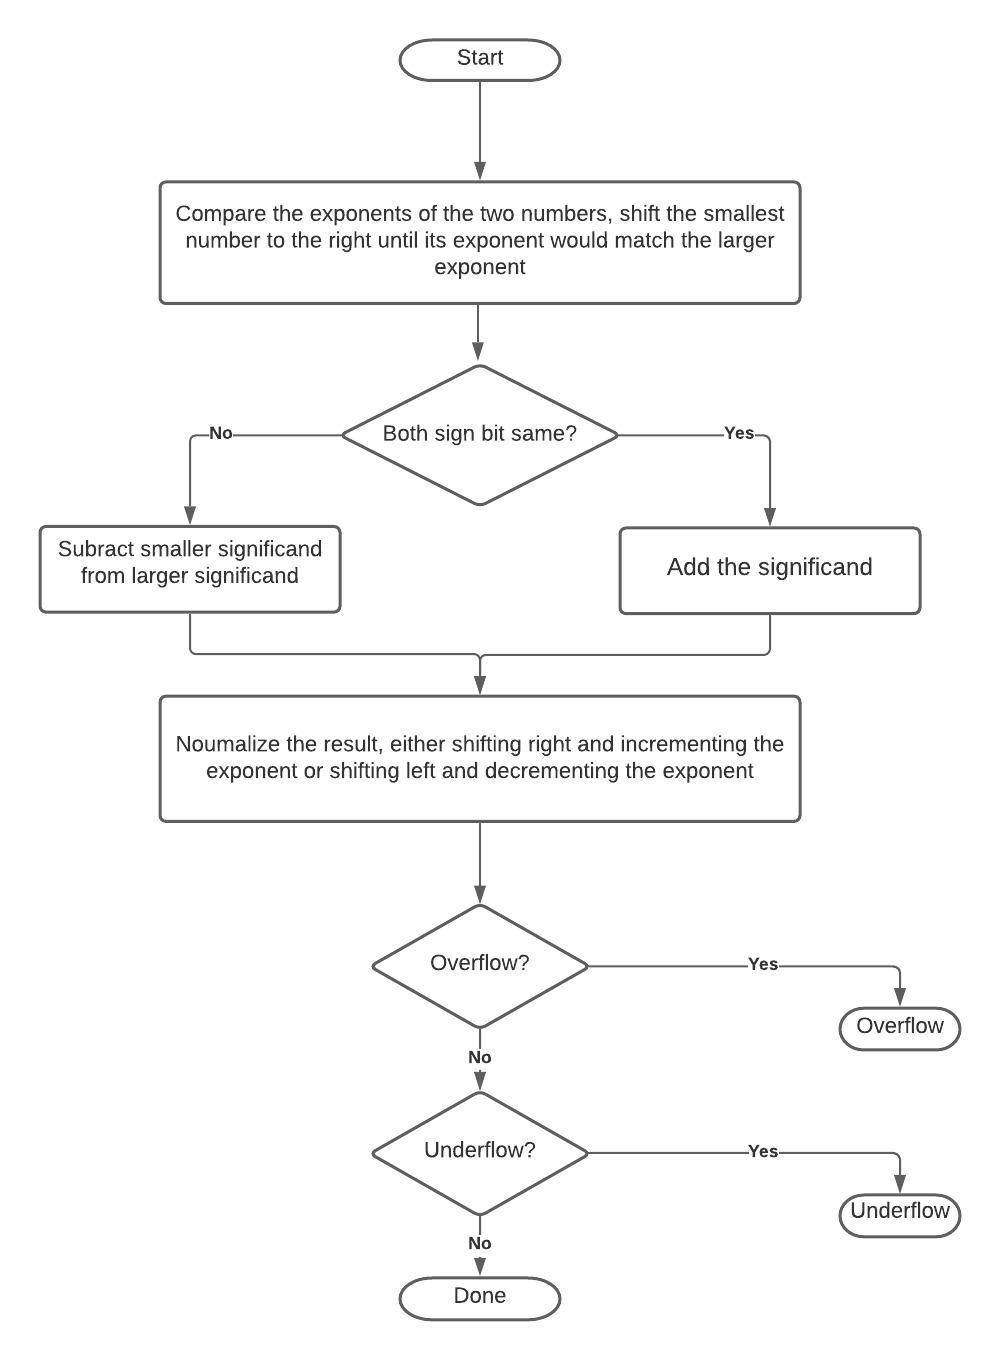 Start
Compare the exponents of the two numbers, shift the smallest
number to the right until its exponent would match the larger
exponent
Both sign bit same?
No
Yes
Subract smaller significand
from larger significand
Add the significand
Noumalize the result, either shifting right and incrementing the
exponent or shifting left and decrementing the exponent
Overflow?
Yes
Overflow
No
Underflow?
Yes
Underflow
No
Done